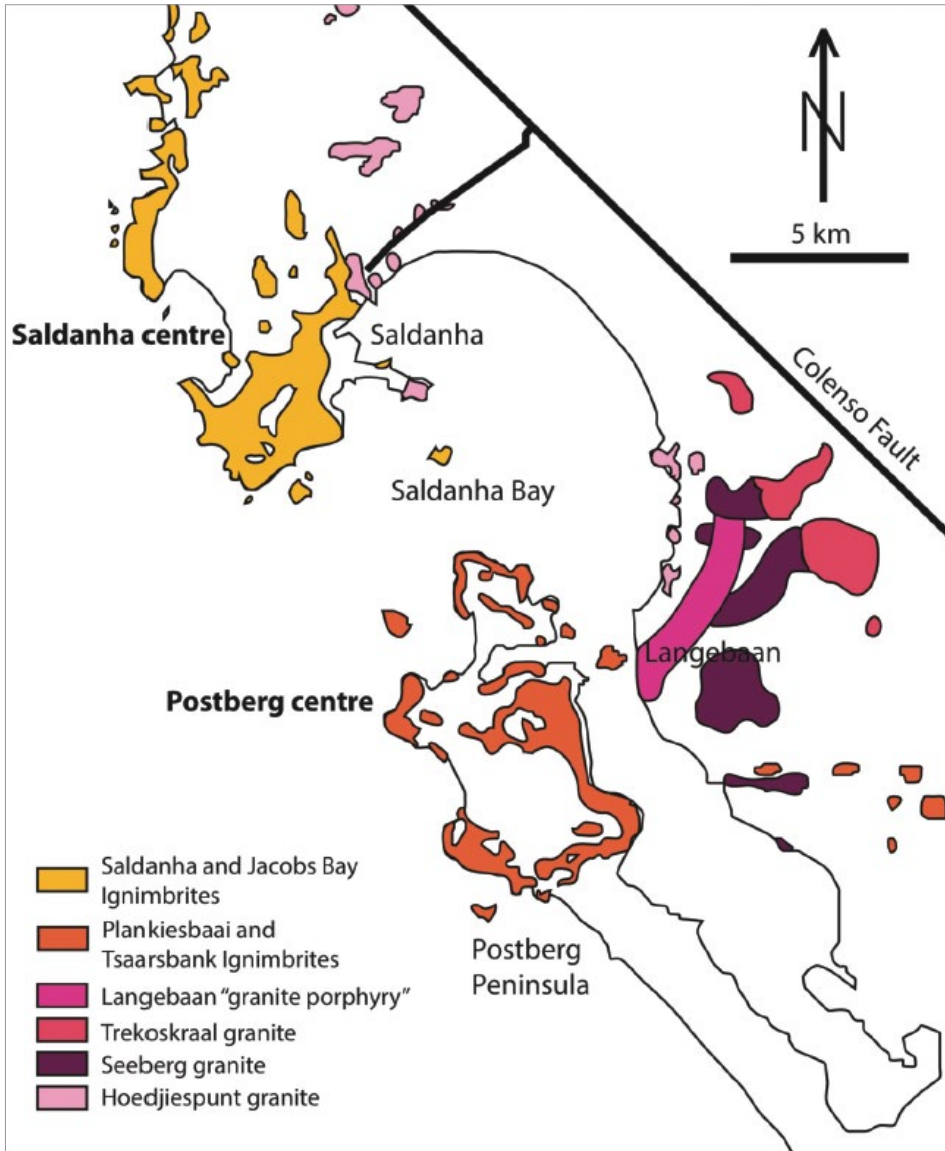 N
5 km
Colenso Fault
Saldanha centre
Saldanha
Saldanha Bay
Langebaan
Postberg centre
Postberg
Peninsula
Saldanha and Jacobs Bay
Ignimbrites
Plankiesbaai and
Tsaarsbank Ignimbrites
Langebaan “granite porphyry”
Trekoskraal granite
Seeberg granite
Hoedjiespunt granite